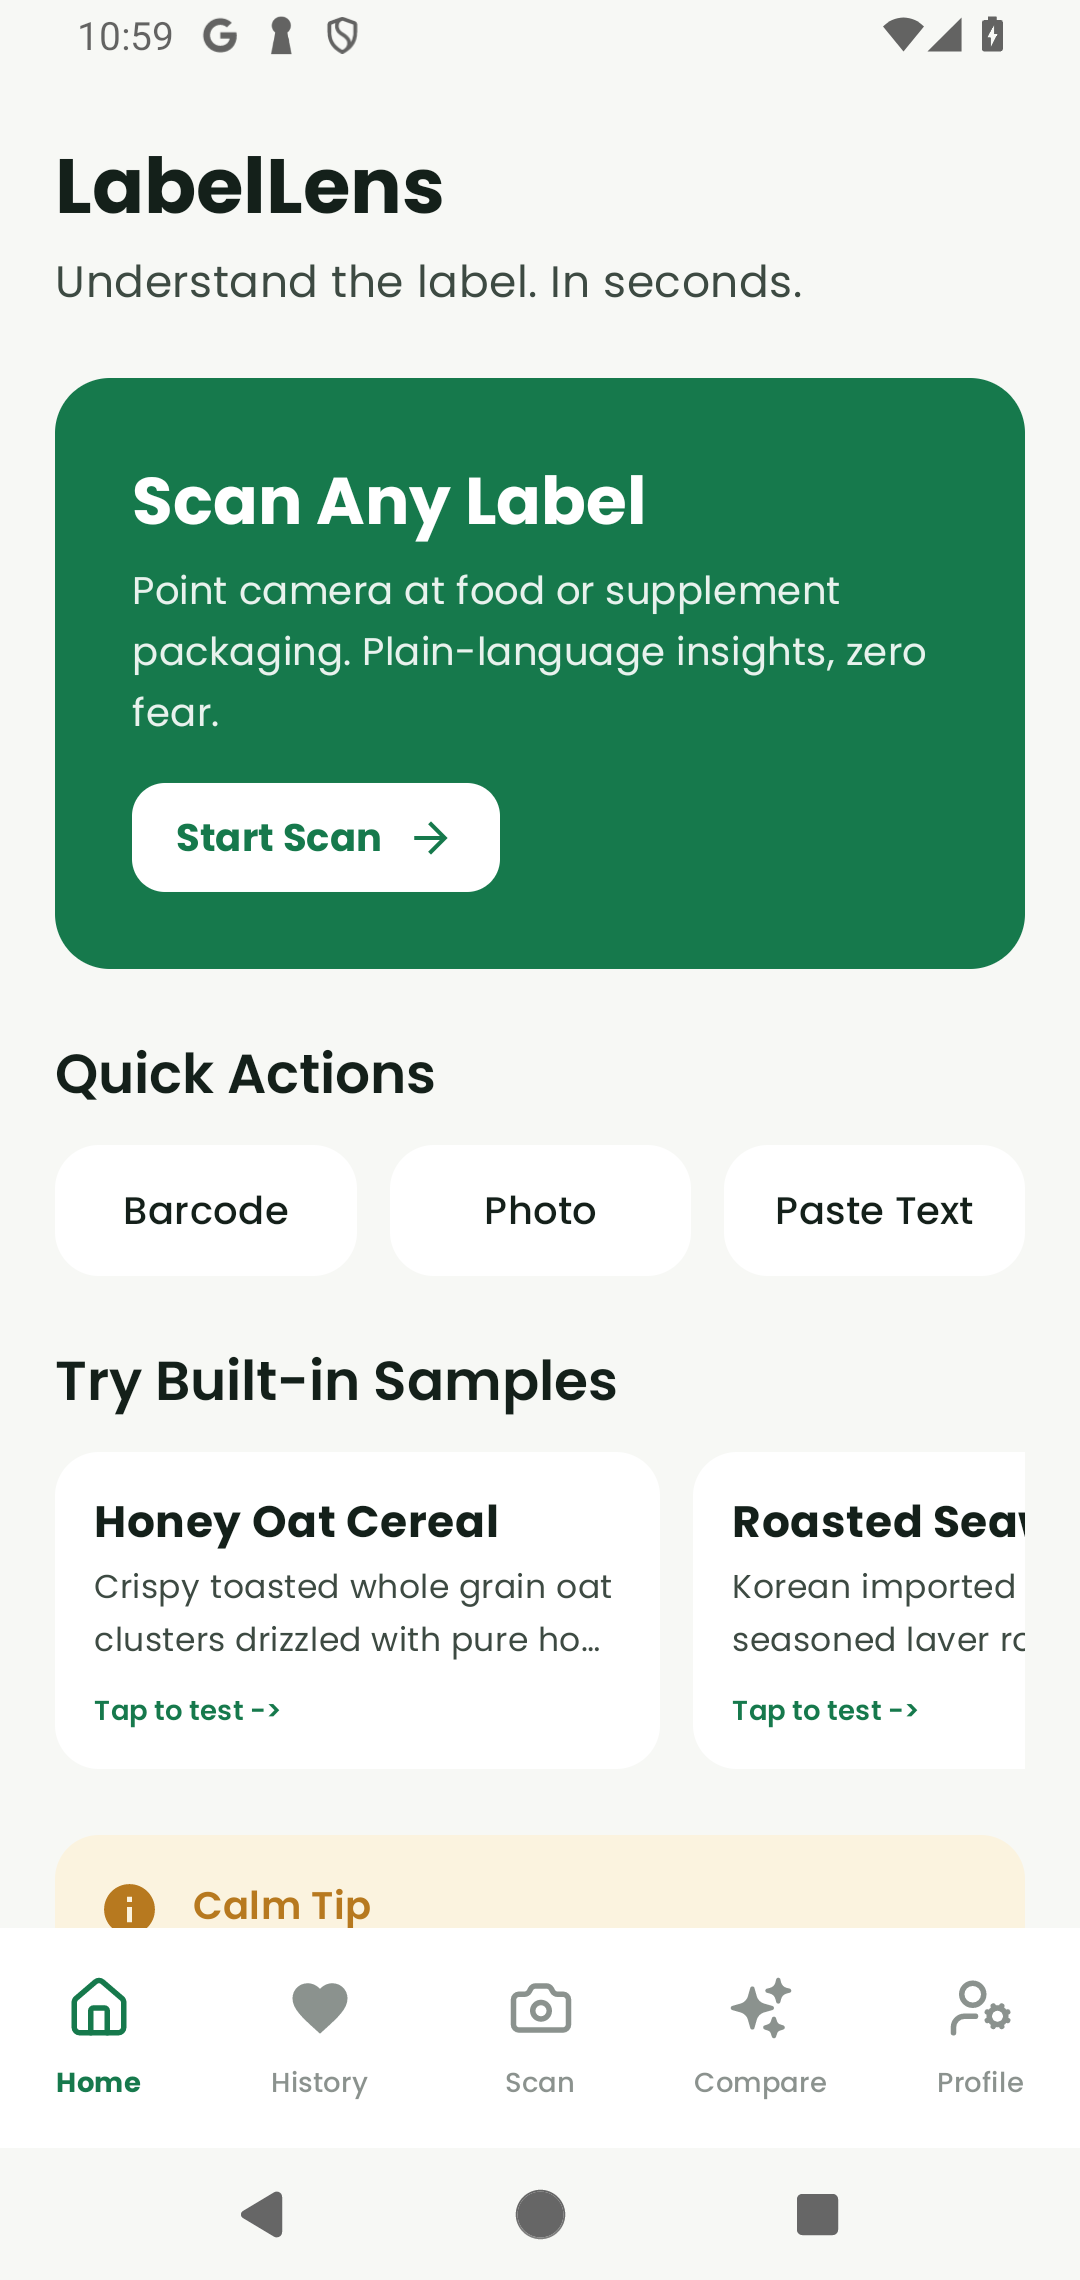 10:59
LabelLens
Understand the label. In seconds.
Scan Any Label
Point camera at food or supplement
packaging. Plain-language insights, zero
fear.
Start Scan
Quick Actions
Barcode
Photo
Paste Text
Try Built-in Samples
Honey Oat Cereal
Crispy toasted whole grain oat
clusters drizzled with pure ho...
Tap to test ->
Roasted
Korean imported
seasoned laver
Tap to test ->
Calm Tip
Home
History
Scan
Compare
Profile